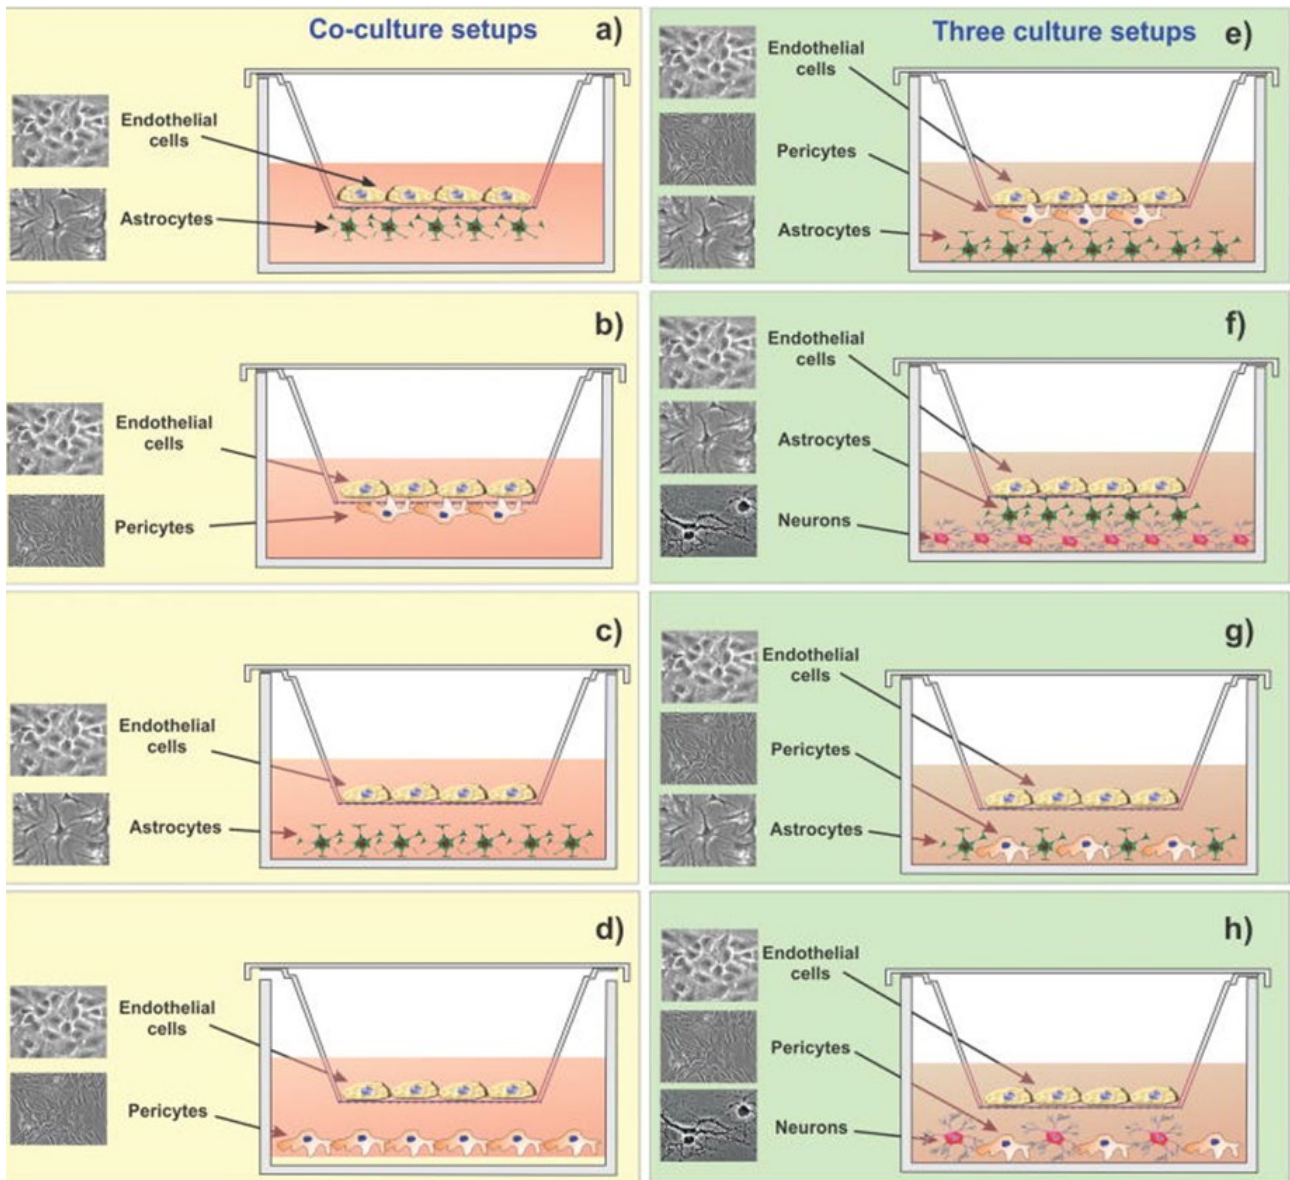 Co-culture setups
a)
Endothelial
cells
Astrocytes
b)
Endothelial
cells
Pericytes
c)
Endothelial
cells
Astrocytes
d)
Endothelial
cells
Pericytes
Three culture setups
e)
Endothelial
cells
Pericytes
Astrocytes
f)
Endothelial
cells
Astrocytes
Neurons
g)
Endothelial
cells
Pericytes
Astrocytes
h)
Endothelial
cells
Pericytes
Neurons